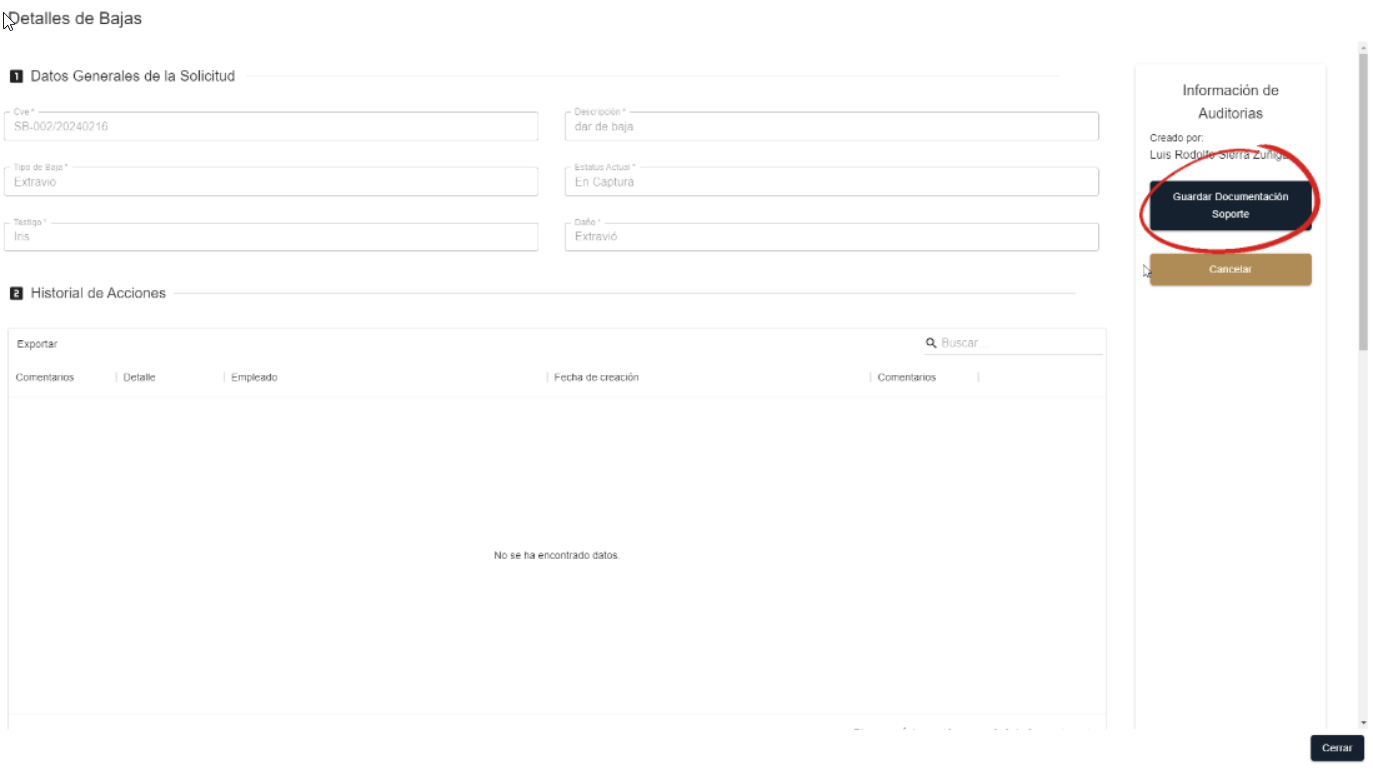 Detalles de Bajas
1 Datos Generales de la Solicitud
Cve *
SB-002/20240216
Descripción *
dar de baja
Tipo de Baja *
Extravio
Estatus Actual *
En Captura
Testigo *
Iris
Daño *
Extravió
2 Historial de Acciones
Exportar
Buscar ...
Comentarios Detalle Empleado Fecha de creación Comentarios
No se ha encontrado datos.
Información de
Auditorias
Creado por:
Luis Rodolfo Sierra Zuñiga
Guardar Documentación
Soporte
Cancelar
Cerrar